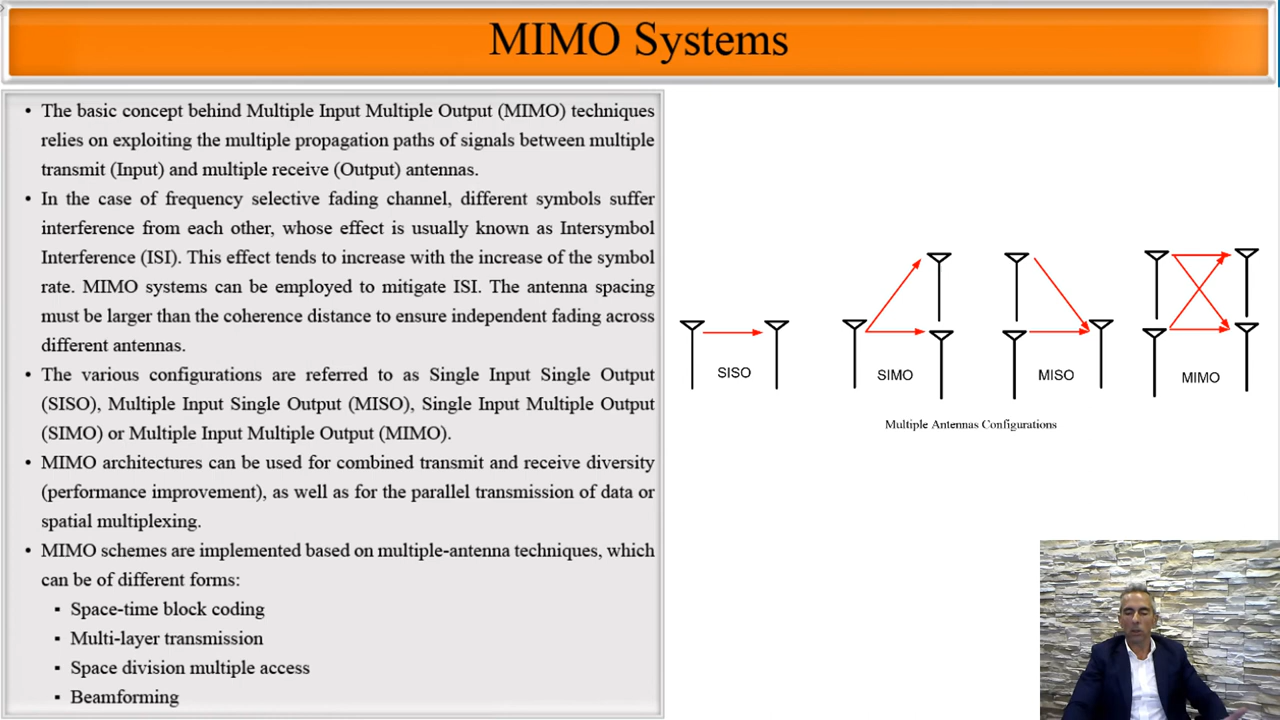 MIMO Systems
• The basic concept behind Multiple Input Multiple Output (MIMO) techniques
relies on exploiting the multiple propagation paths of signals between multiple
transmit (Input) and multiple receive (Output) antennas.
• In the case of frequency selective fading channel, different symbols suffer
interference from each other, whose effect is usually known as Intersymbol
Interference (ISI). This effect tends to increase with the increase of the symbol
rate. MIMO systems can be employed to mitigate ISI. The antenna spacing
must be larger than the coherence distance to ensure independent fading across
different antennas.
• The various configurations are referred to as Single Input Single Output
(SISO), Multiple Input Single Output (MISO), Single Input Multiple Output
(SIMO) or Multiple Input Multiple Output (MIMO).
• MIMO architectures can be used for combined transmit and receive diversity
(performance improvement), as well as for the parallel transmission of data or
spatial multiplexing.
• MIMO schemes are implemented based on multiple-antenna techniques, which
can be of different forms:
▪ Space-time block coding
▪ Multi-layer transmission
▪ Space division multiple access
▪ Beamforming
SISO
SIMO
MISO
MIMO
Multiple Antennas Configurations